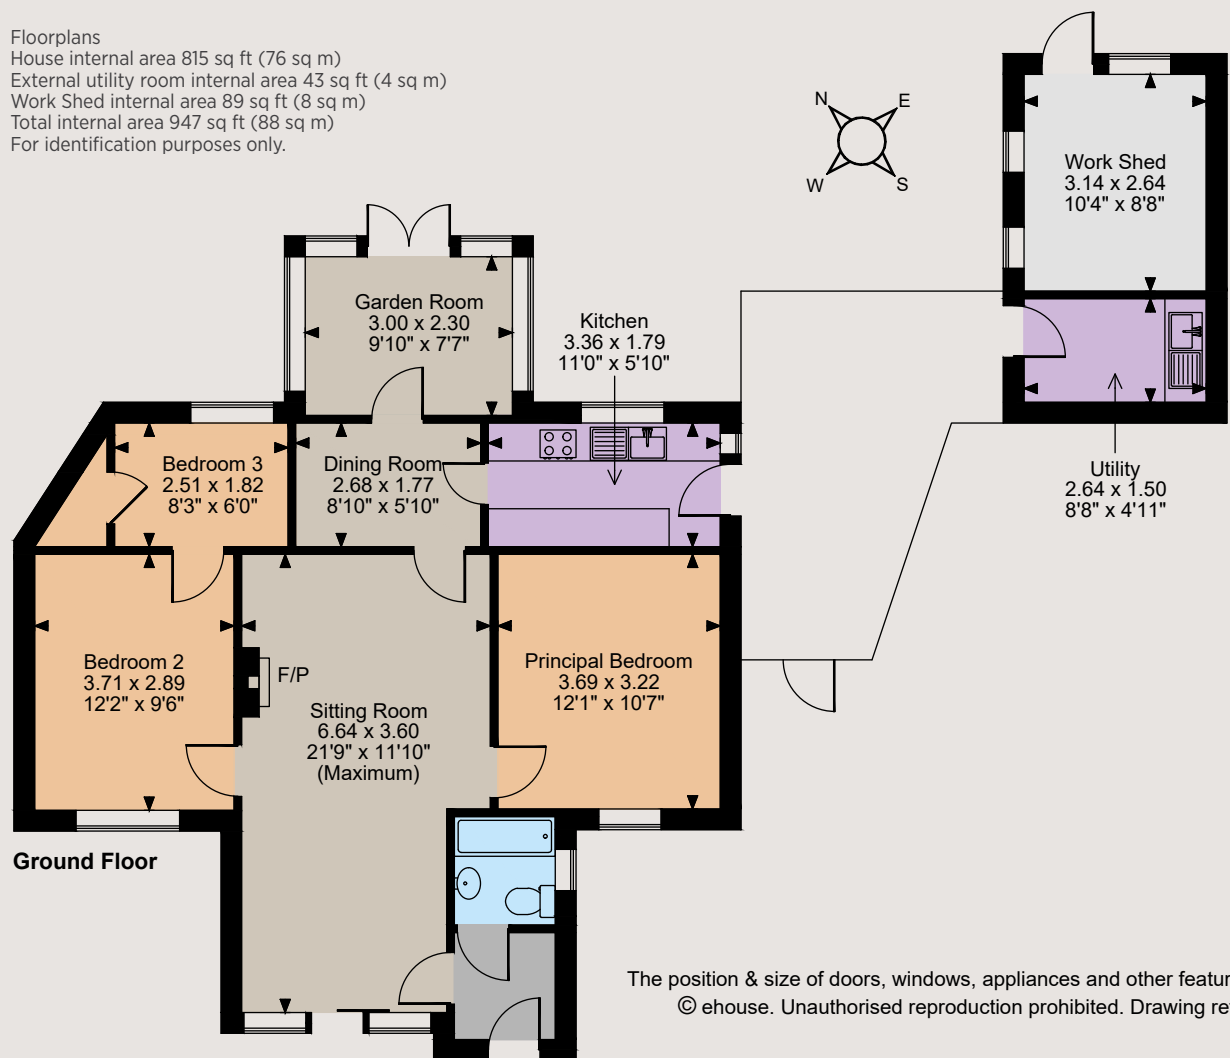 Floorplans
House internal area 815 sq ft (76 sq m)
External utility room internal area 43 sq ft (4 sq m)
Work Shed internal area 89 sq ft (8 sq m)
Total internal area 947 sq ft (88 sq m)
For identification purposes only.
N
E
W
S
Work Shed
3.14 x 2.64
10'4" x 8'8"
Garden Room
3.00 x 2.30
9'10" x 7'7"
Kitchen
3.36 x 1.79
11'0" x 5'10"
Bedroom 3
2.51 x 1.82
8'3" x 6'0"
Dining Room
2.68 x 1.77
8'10" x 5'10"
Utility
2.64 x 1.50
8'8" x 4'11"
Bedroom 2
3.71 x 2.89
12'2" x 9'6"
F/P
Sitting Room
6.64 x 3.60
21'9" x 11'10"
(Maximum)
Principal Bedroom
3.69 x 3.22
12'1" x 10'7"
Ground Floor
The position & size of doors, windows, appliances and other featur
© ehouse. Unauthorised reproduction prohibited. Drawing re